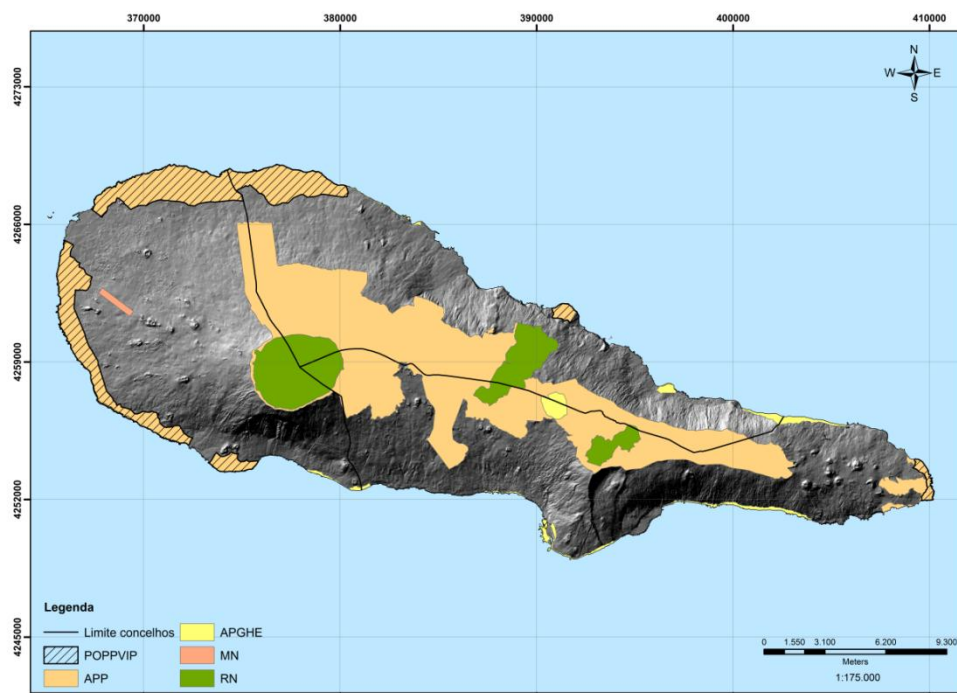 370000 380000 390000 400000 410000
N
W E
S
4273000
4266000
4259000
4252000
4245000
Legenda
Limite concelhos
POPPVIP
APP
APGHE
MN
RN
0 1.550 3.100 6.200 9.300
Meters
1:175.000